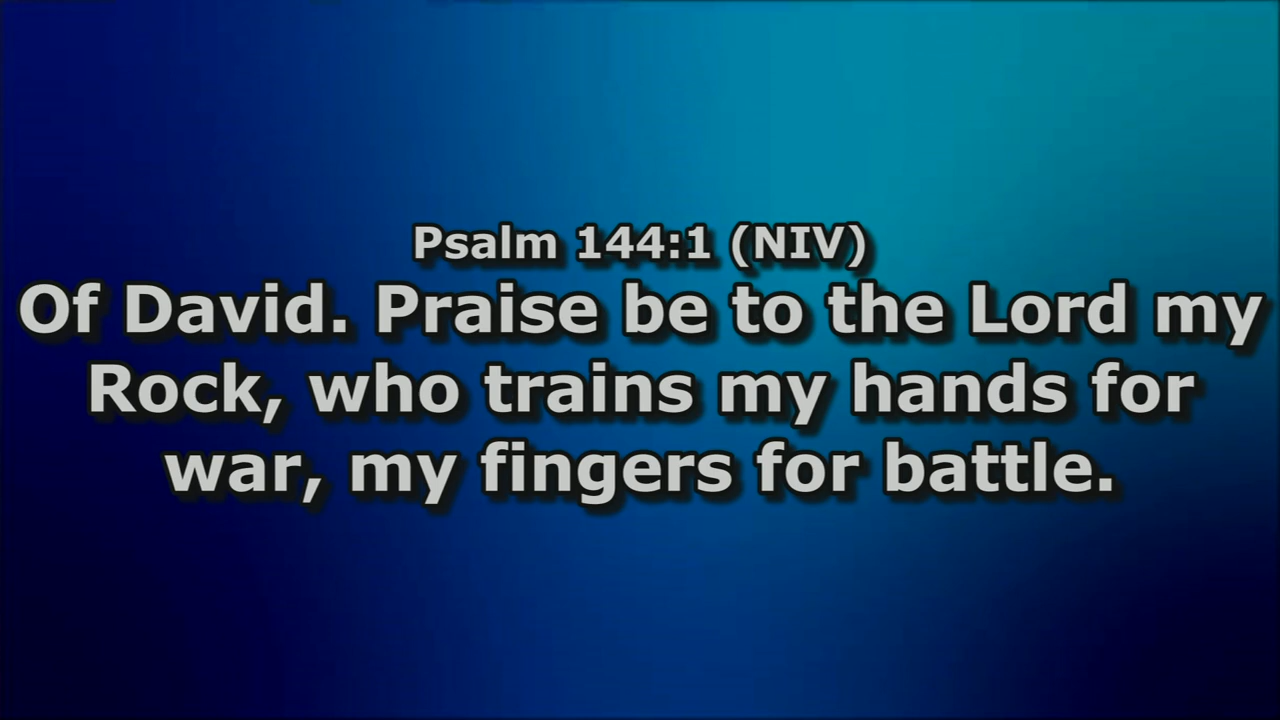 Psalm 144:1 (NIV)
Of David. Praise be to the Lord my
Rock, who trains my hands for
war, my fingers for battle.